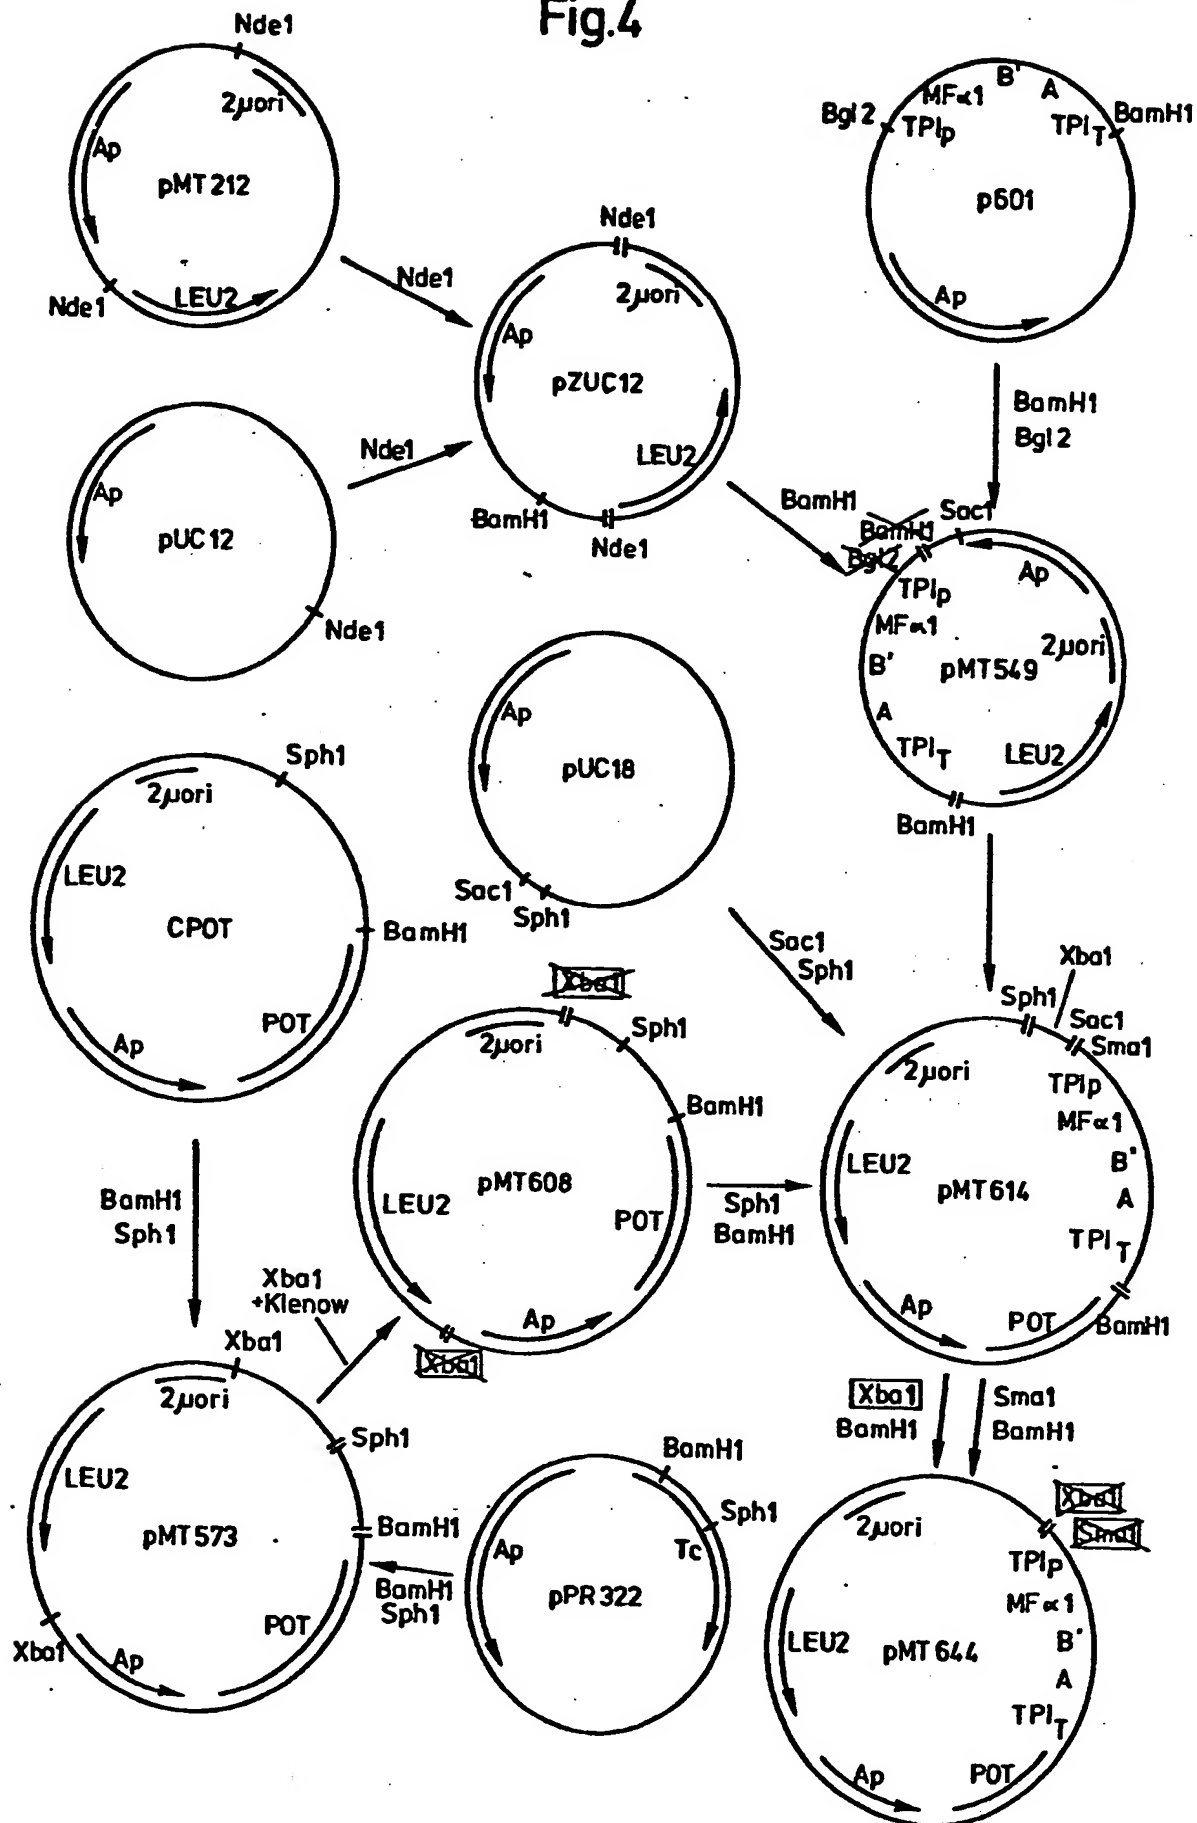 Fig.4
Nde1
2µori
Ap
pMT212
Nde1
LEU2
Nde1
Ap
pUC12
Nde1
Nde1
Nde1
2µori
Ap
pZUC12
LEU2
BamH1
Nde1
B'
MFα1
A
Bgl2
TPIp
TPIT
BamH1
p601
Ap
BamH1
Bgl2
BamH1
BamH1
Bgl2
Sac1
Ap
TPIp
MFα1
2µori
B'
pMT549
A
TPIT
LEU2
BamH1
Ap
pUC18
Sac1
Sph1
Sac1
Sph1
Sph1
2µori
LEU2
CPOT
BamH1
POT
Ap
BamH1
Sph1
Xba1
Sph1
2µori
BamH1
pMT608
LEU2
POT
Ap
Xba1
Sph1
BamH1
Xba1
Sph1
Sac1
Sma1
2µori
TPIp
MFα1
LEU2
B'
pMT614
A
TPIT
Ap
POT
BamH1
Xba1
+Klenow
Xba1
2µori
Sph1
LEU2
BamH1
pMT573
POT
Xba1
Ap
BamH1
Sph1
BamH1
Sph1
Ap
Tc
pPR322
Xba1
BamH1
Sma1
BamH1
Xba1
Sma1
2µori
TPIp
MFα1
LEU2
B'
pMT644
A
TPIT
Ap
POT